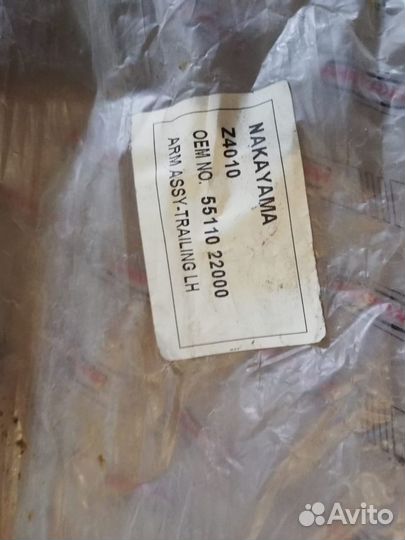 NAKAYAMA
Z4010
OEM NO. 55110 22000
ARM ASSY-TRAILING LH
Avito